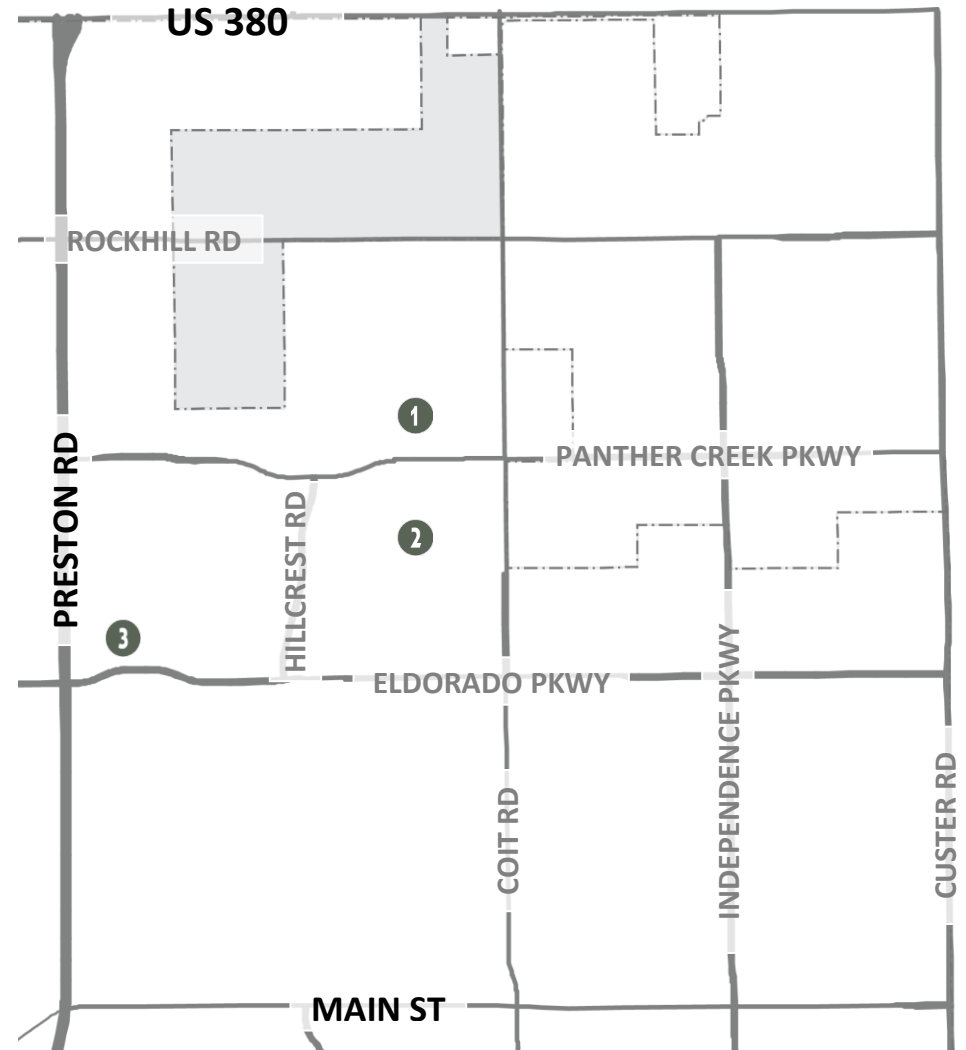 US 380
ROCKHILL RD
1
PANTHER CREEK PKWY
PRESTON RD
HILLCREST RD
2
3
ELDORADO PKWY
INDEPENDENCE PKWY
COIT RD
CUSTER RD
MAIN ST